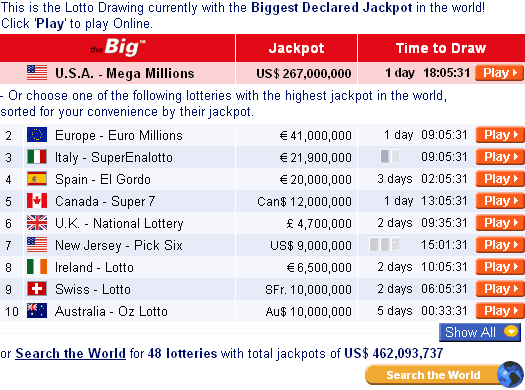 This is the Lotto Drawing currently with the Biggest Declared Jackpot in the world!
Click 'Play' to play Online.
the Big™ Jackpot Time to Draw
U.S.A. - Mega Millions US$ 267,000,000 1 day 18:05:31 Play
- Or choose one of the following lotteries with the highest jackpot in the world,
sorted for your convenience by their jackpot.
2 Europe - Euro Millions € 41,000,000 1 day 09:05:31 Play
3 Italy - SuperEnalotto € 21,900,000 09:05:31 Play
4 Spain - El Gordo € 20,000,000 3 days 02:05:31 Play
5 Canada - Super 7 Can$ 12,000,000 1 day 13:05:31 Play
6 U.K. - National Lottery £ 4,700,000 2 days 09:35:31 Play
7 New Jersey - Pick Six US$ 9,000,000 15:01:31 Play
8 Ireland - Lotto € 6,500,000 2 days 10:05:31 Play
9 Swiss - Lotto SFr. 10,000,000 2 days 06:05:31 Play
10 Australia - Oz Lotto Au$ 10,000,000 5 days 00:33:31 Play
Show All
or Search the World for 48 lotteries with total jackpots of US$ 462,093,737
Search the World